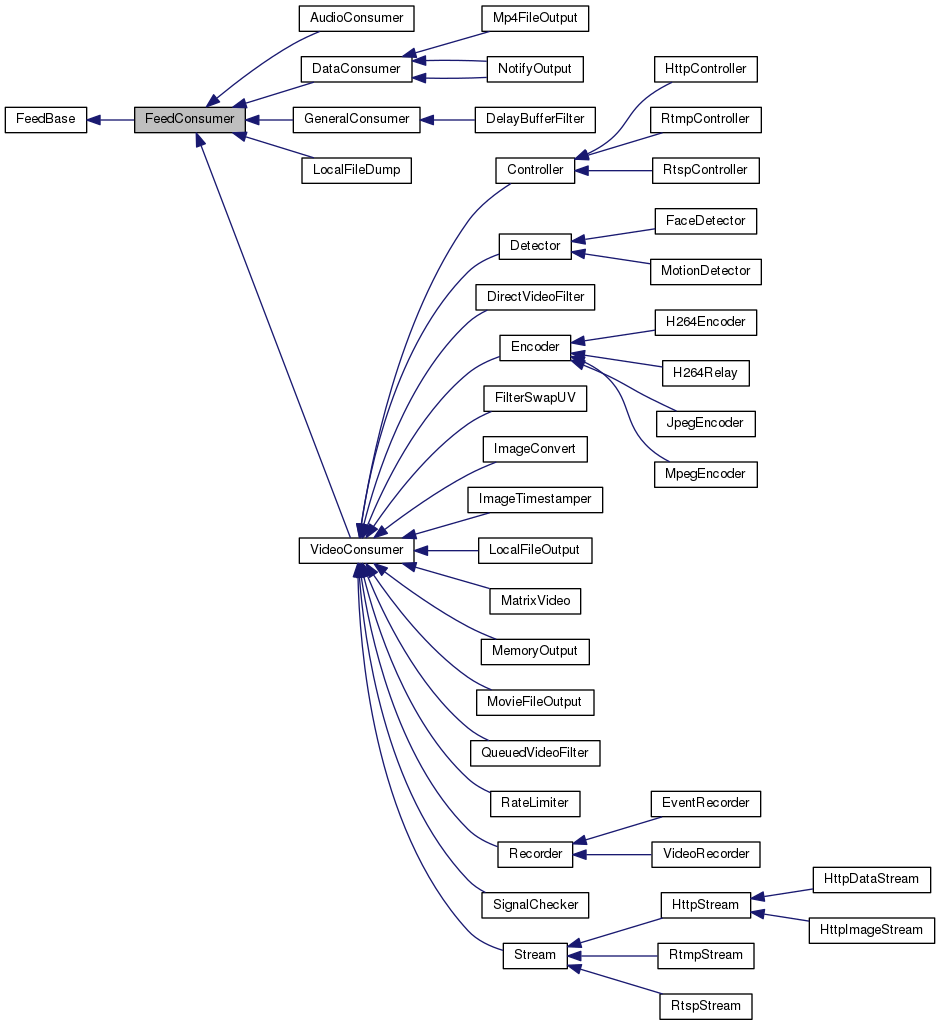 AudioConsumer
Mp4FileOutput
DataConsumer
NotifyOutput
HttpController
FeedBase
FeedConsumer
GeneralConsumer
DelayBufferFilter
RtmpController
LocalFileDump
Controller
RtspController
FaceDetector
Detector
MotionDetector
DirectVideoFilter
H264Encoder
Encoder
H264Relay
FilterSwapUV
JpegEncoder
ImageConvert
MpegEncoder
ImageTimestamper
VideoConsumer
LocalFileOutput
MatrixVideo
MemoryOutput
MovieFileOutput
QueuedVideoFilter
RateLimiter
EventRecorder
Recorder
VideoRecorder
HttpDataStream
SignalChecker
HttpStream
HttpImageStream
Stream
RtmpStream
RtspStream